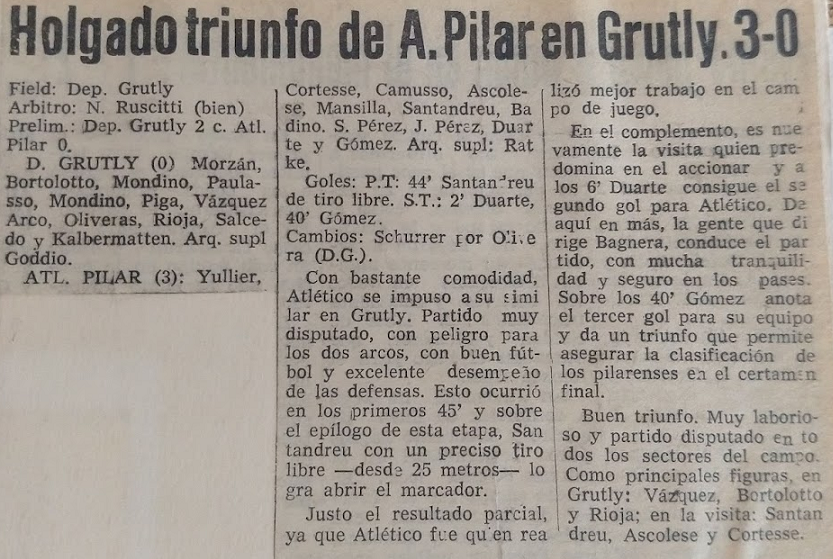 Holgado triunfo de A. Pilar en Grutly. 3-0
Field: Dep. Grutly
Arbitro: N. Ruscitti (bien)
Prelim.: Dep. Grutly 2 c. Atl.
Pilar 0.
D. GRUTLY (0) Morzán,
Bortolotto, Mondino, Paula-
sso, Mondino, Piga, Vázquez
Arco, Oliveras, Rioja, Salce-
do y Kalbermatten. Arq. supl
Goddio.
ATL. PILAR (3): Yullier,
Cortesse, Camusso, Ascole-
se, Mansilla, Santandreu, Ba
dino. S. Pérez, J. Pérez, Duar
te y Gómez. Arq. supl: Rat
ke.
Goles: P.T: 44' Santandreu
de tiro libre. S.T.: 2' Duarte,
40' Gómez.
Cambios: Schurrer por Olive
ra (D.G.).
Con bastante comodidad,
Atlético se impuso a su simi
lar en Grutly. Partido muy
disputado, con peligro para
los dos arcos, con buen fút-
bol y excelente desempeño
de las defensas. Esto ocurrió
en los primeros 45' y sobre
el epílogo de esta etapa, San
tandreu con un preciso tiro
libre —desde 25 metros— lo
gra abrir el marcador.
Justo el resultado parcial,
ya que Atlético fue quien rea
lizó mejor trabajo en el cam
po de juego.
En el complemento, es nue
vamente la visita quien pre-
domina en el accionar y a
los 6' Duarte consigue el se
gundo gol para Atlético. De
aquí en más, la gente que di
rige Bagnera, conduce el par
tido, con mucha tranquili-
dad y seguro en los pases.
Sobre los 40' Gómez anota
el tercer gol para su equipo
y da un triunfo que permite
asegurar la clasificación de
los pilarenses en el certamen
final.
Buen triunfo. Muy laborio-
so y partido disputado en to
dos los sectores del campo.
Como principales figuras, en
Grutly: Vázquez, Bortolotto
y Rioja; en la visita: Santan
dreu, Ascolese y Cortesse.